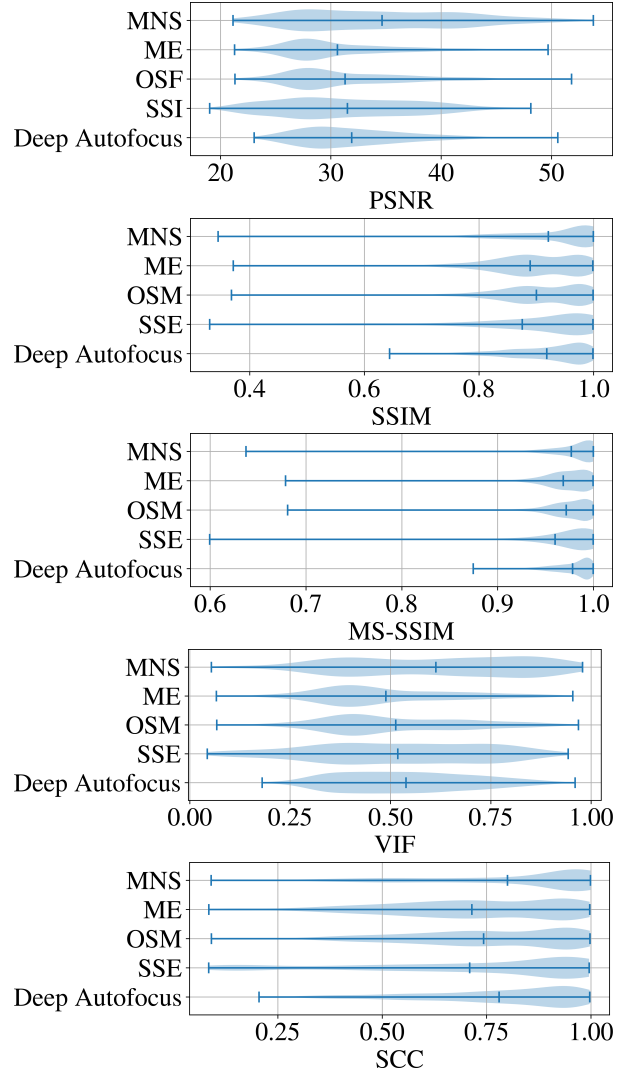 MNS
ME
OSF
SSI
Deep Autofocus
20 30 40 50
PSNR
MNS
ME
OSM
SSE
Deep Autofocus
0.4 0.6 0.8 1.0
SSIM
MNS
ME
OSM
SSE
Deep Autofocus
0.6 0.7 0.8 0.9 1.0
MS-SSIM
MNS
ME
OSM
SSE
Deep Autofocus
0.00 0.25 0.50 0.75 1.00
VIF
MNS
ME
OSM
SSE
Deep Autofocus
0.25 0.50 0.75 1.00
SCC